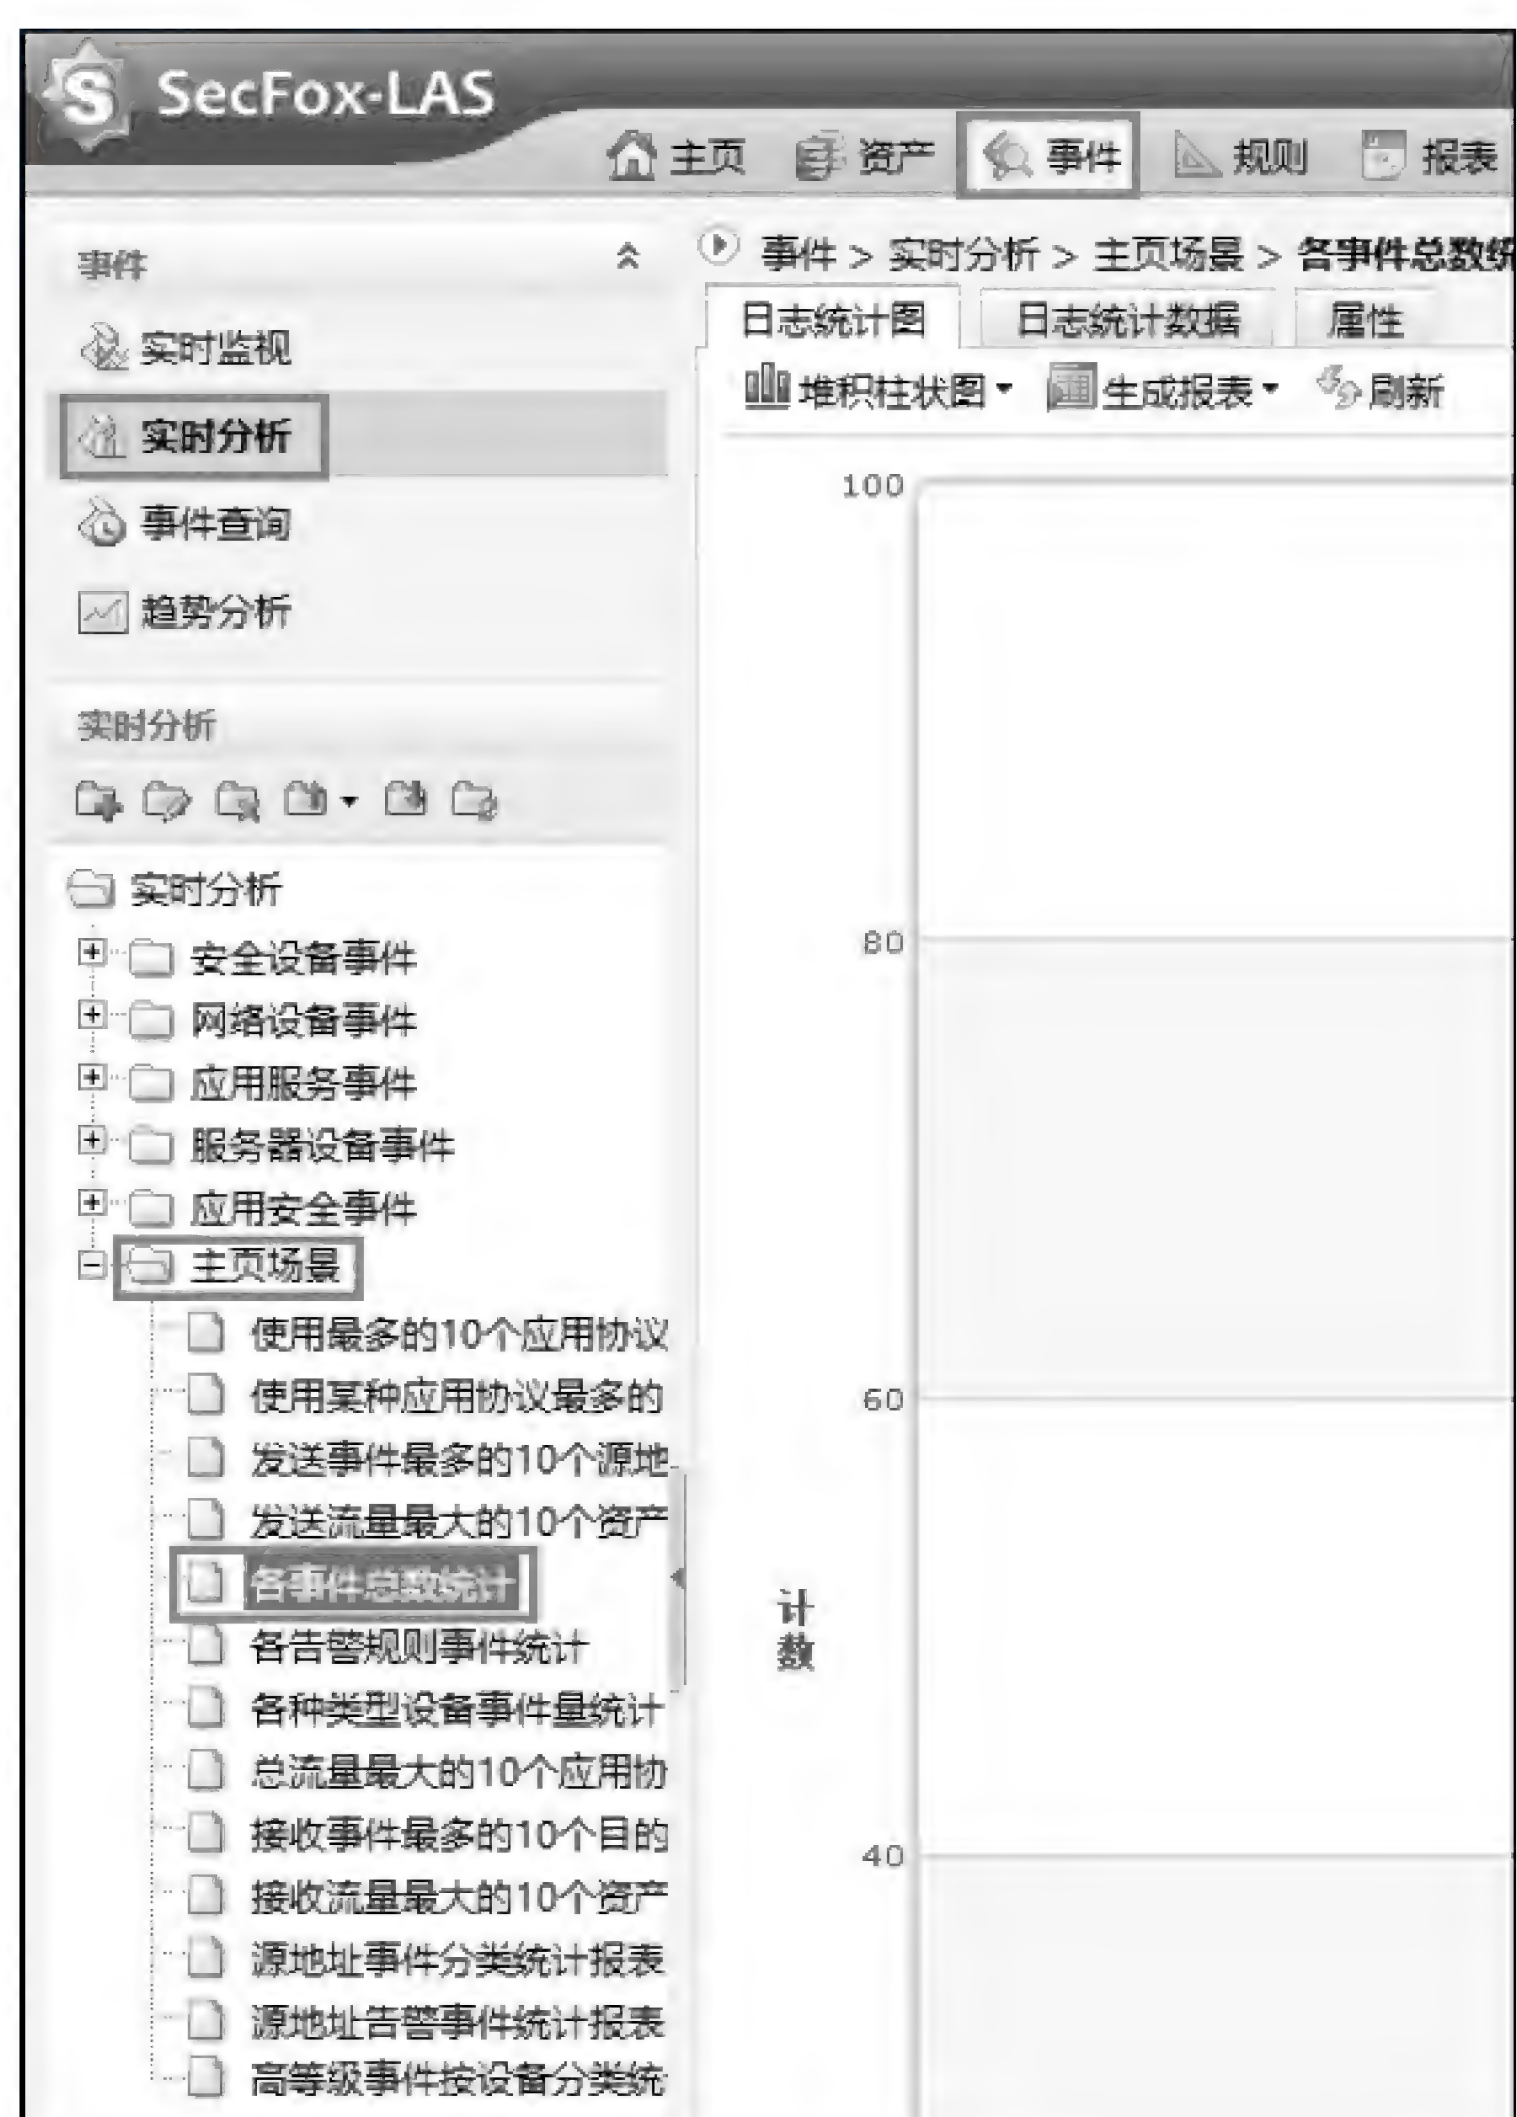 SecFox-LAS
主页 资产 事件 规则 报表
事件
实时监视
实时分析
事件查询
趋势分析
实时分析
实时分析
安全设备事件
网络设备事件
应用服务事件
服务器设备事件
应用安全事件
主页场景
使用最多的10个应用协议
使用某种应用协议最多的
发送事件最多的10个源地
发送流量最大的10个资产
各事件总数统计
各告警规则事件统计
各种类型设备事件量统计
总流量最大的10个应用协
接收事件最多的10个目的
接收流量最大的10个资产
源地址事件分类统计报表
源地址告警事件统计报表
高等级事件按设备分类统
事件 > 实时分析 > 主页场景 > 各事件总数统
日志统计图 日志统计数据 属性
堆积柱状图 生成报表 刷新
100
80
60
计数
40